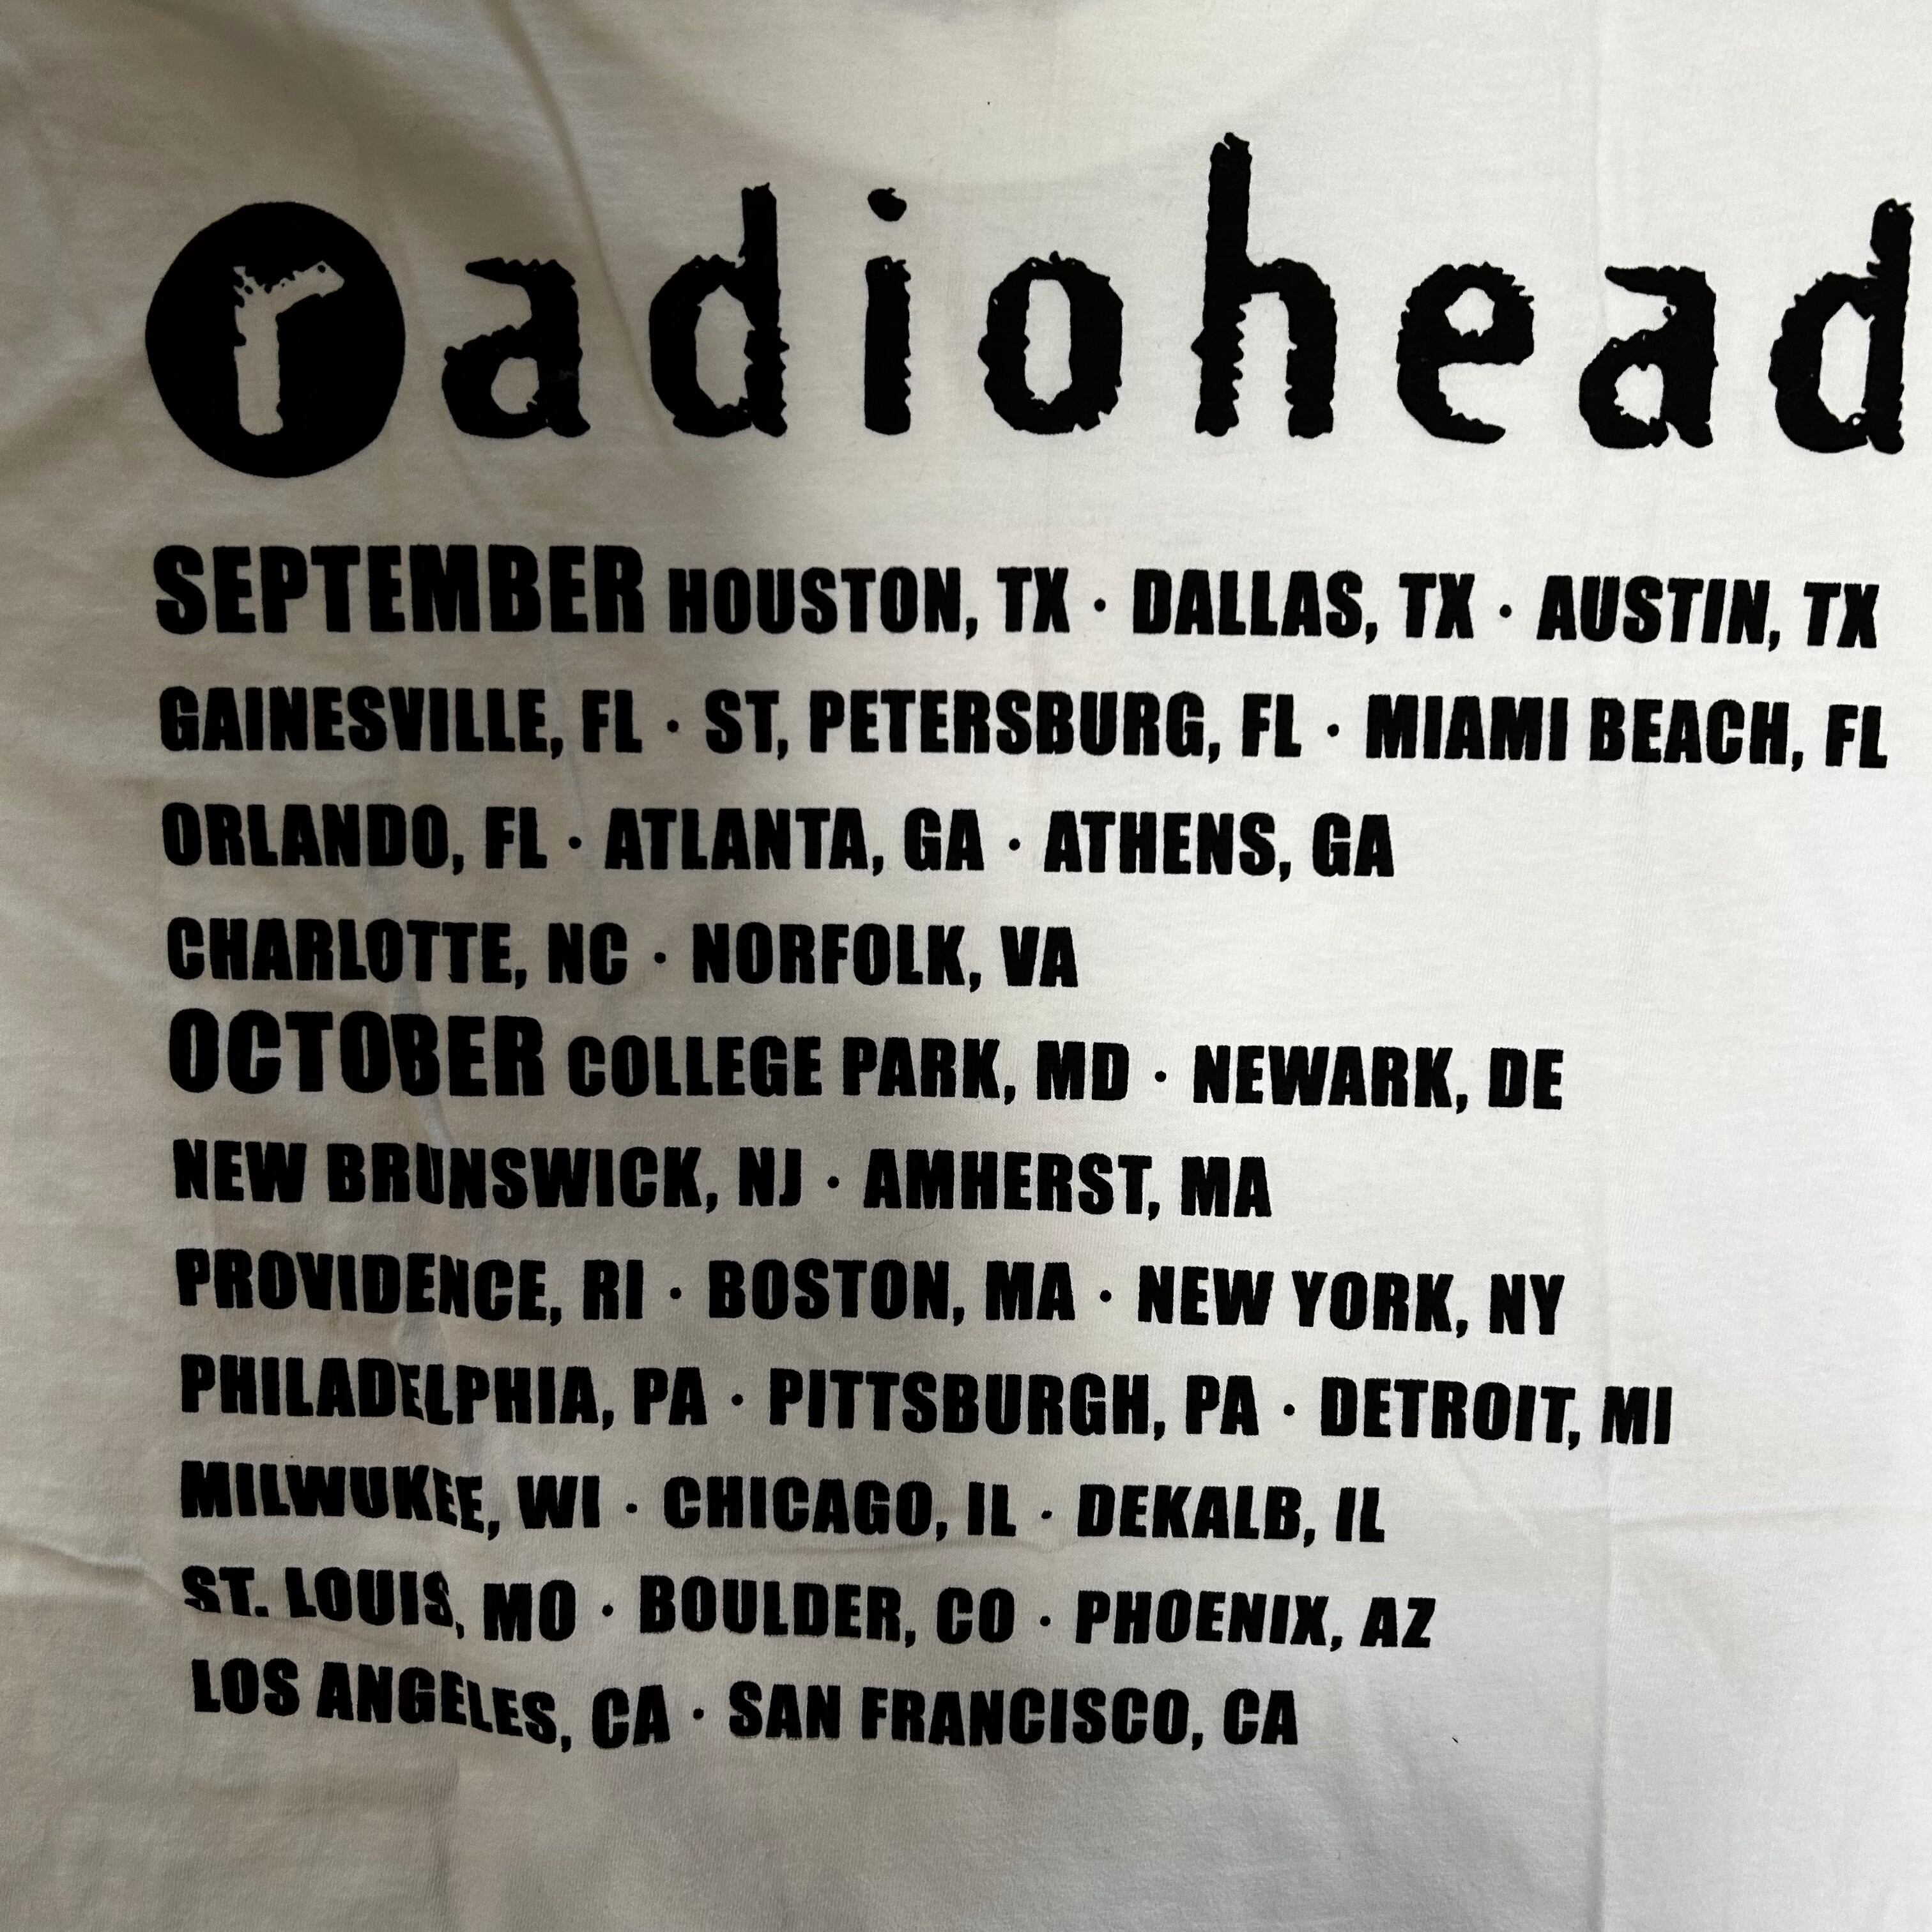 radiohead
SEPTEMBER HOUSTON, TX · DALLAS, TX · AUSTIN, TX
GAINESVILLE, FL · ST, PETERSBURG, FL · MIAMI BEACH, FL
ORLANDO, FL · ATLANTA, GA · ATHENS, GA
CHARLOTTE, NC · NORFOLK, VA
OCTOBER COLLEGE PARK, MD · NEWARK, DE
NEW BRUNSWICK, NJ · AMHERST, MA
PROVIDENCE, RI · BOSTON, MA · NEW YORK, NY
PHILADELPHIA, PA · PITTSBURGH, PA · DETROIT, MI
MILWUKEE, WI · CHICAGO, IL · DEKALB, IL
ST. LOUIS, MO · BOULDER, CO · PHOENIX, AZ
LOS ANGELES, CA · SAN FRANCISCO, CA